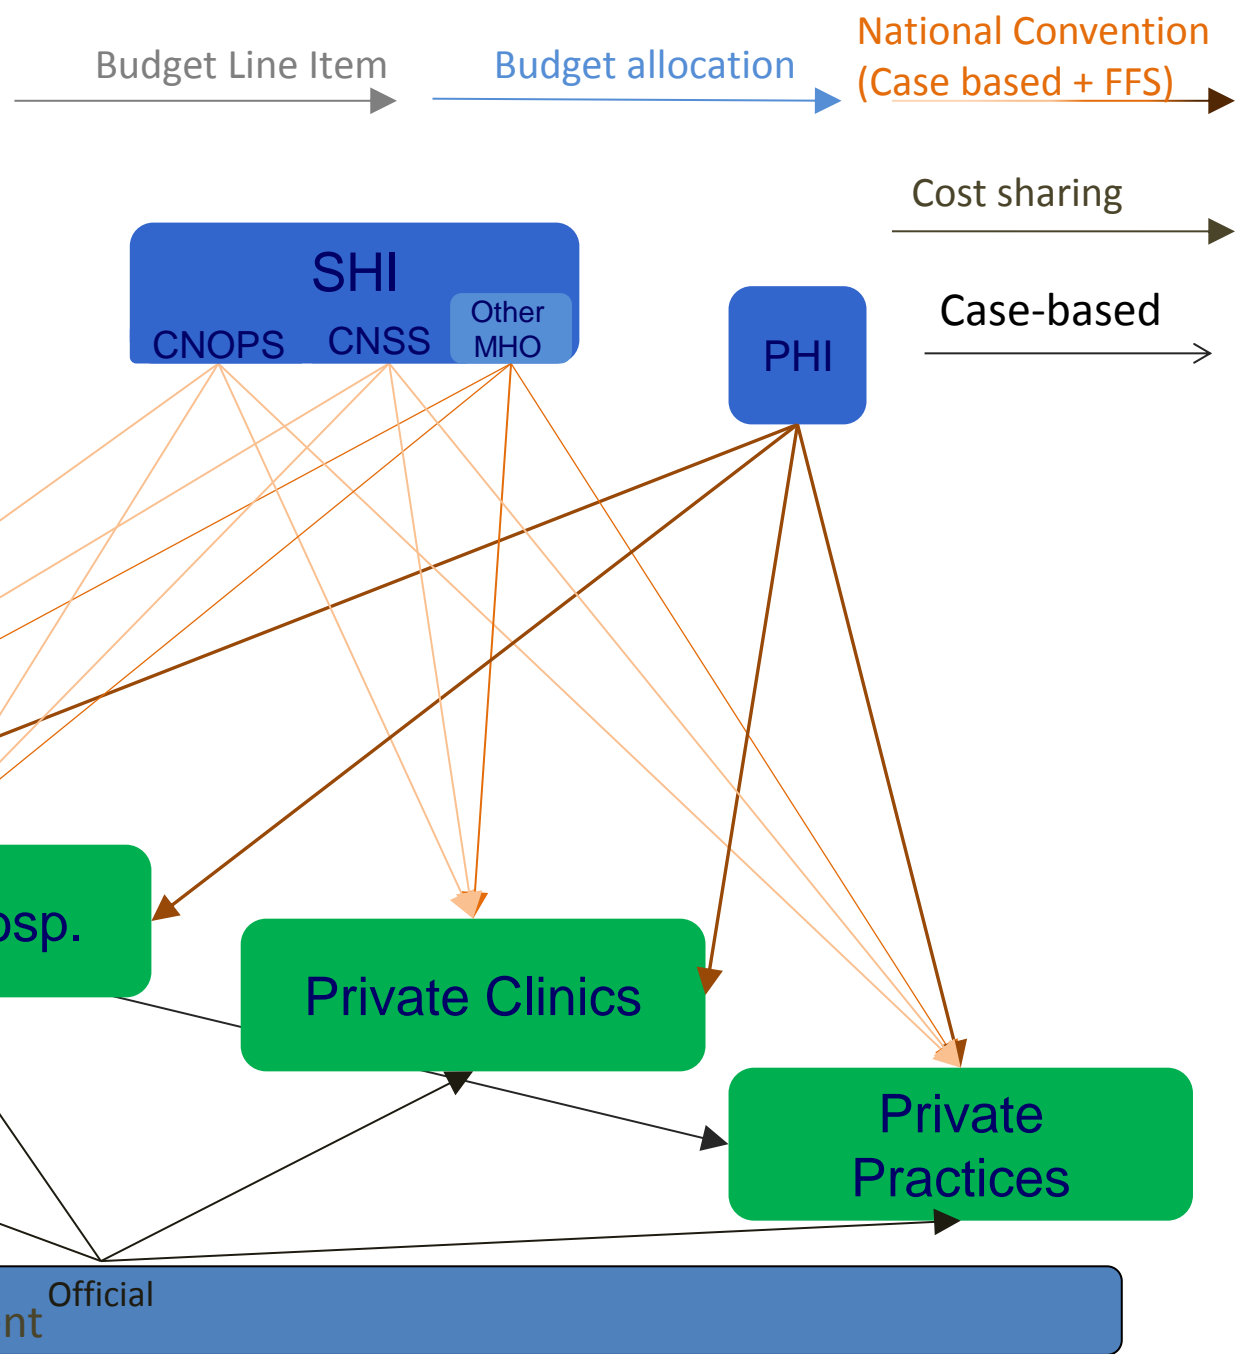 Budget Line Item
Budget allocation
National Convention
(Case based + FFS)
Cost sharing
Case-based
SHI
CNOPS
CNSS
Other
MHO
PHI
osp.
Private Clinics
Private
Practices
Official
nt